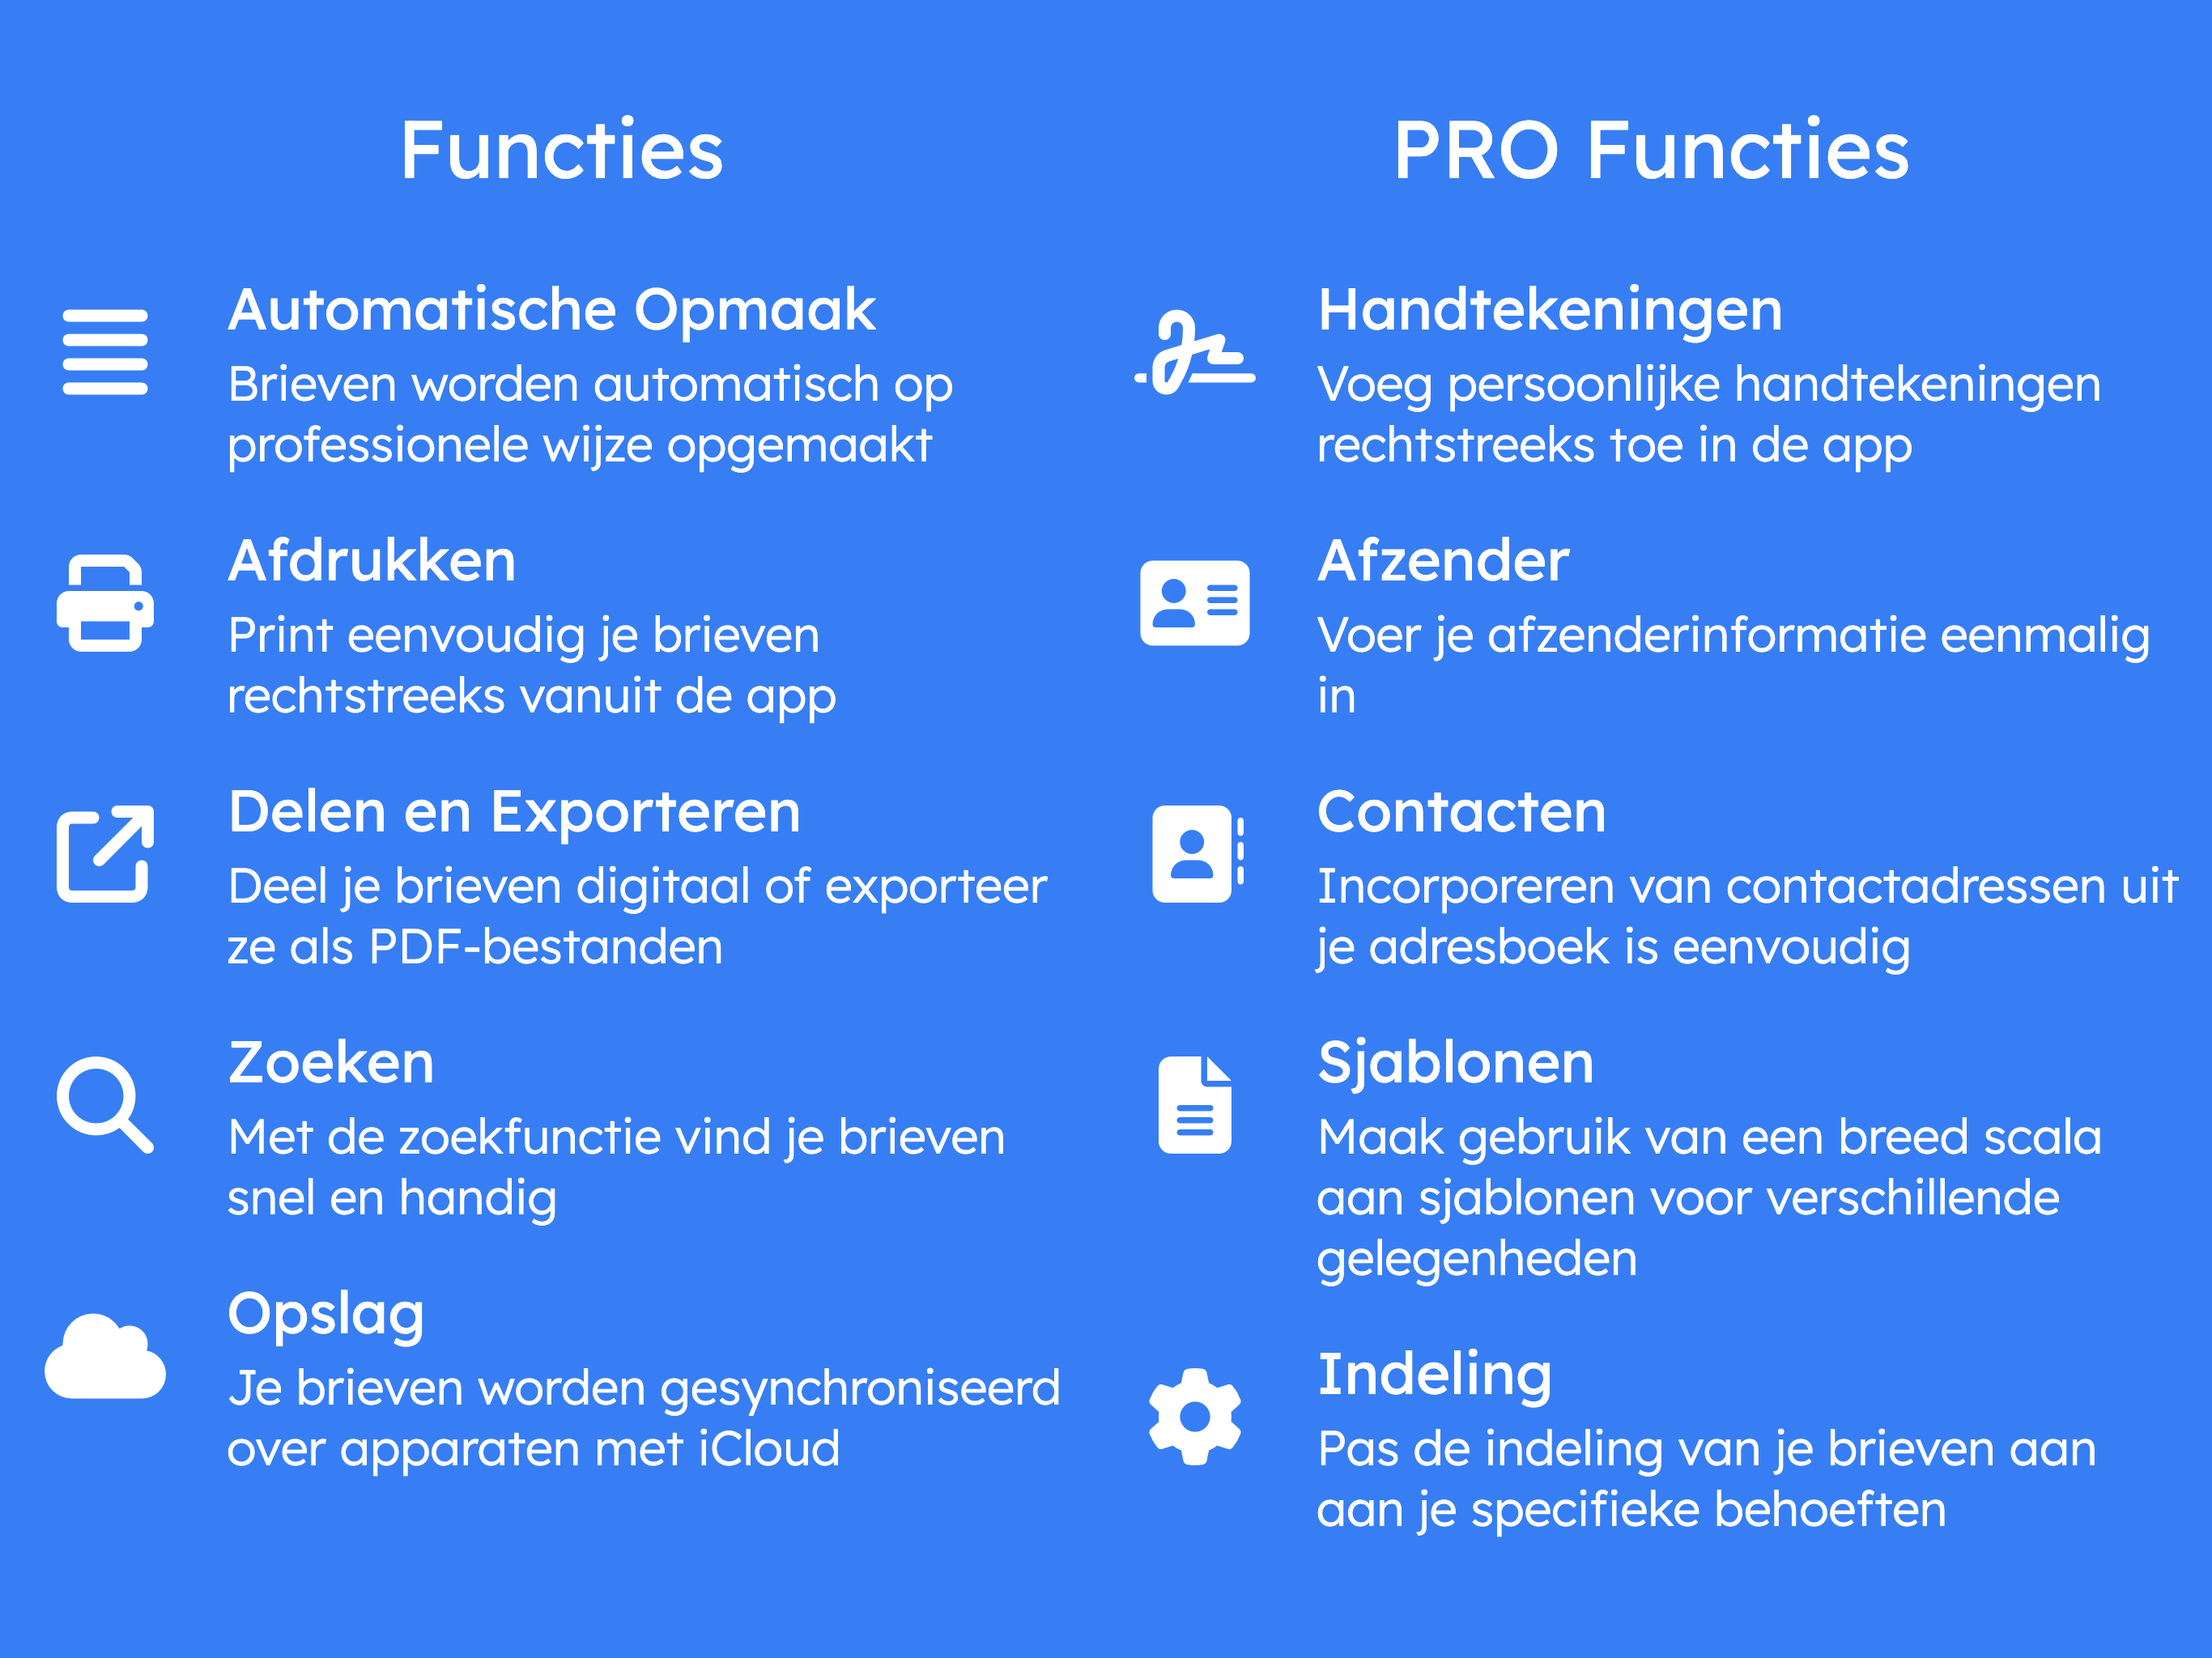 Functies
Automatische Opmaak
Brieven worden automatisch op
professionele wijze opgemaakt
Afdrukken
Print eenvoudig je brieven
rechtstreeks vanuit de app
Delen en Exporteren
Deel je brieven digitaal of exporteer
ze als PDF-bestanden
Zoeken
Met de zoekfunctie vind je brieven
snel en handig
Opslag
Je brieven worden gesynchroniseerd
over apparaten met iCloud
PRO Functies
Handtekeningen
Voeg persoonlijke handtekeningen
rechtstreeks toe in de app
Afzender
Voer je afzenderinformatie eenmalig
in
Contacten
Incorporeren van contactadressen uit
je adresboek is eenvoudig
Sjablonen
Maak gebruik van een breed scala
aan sjablonen voor verschillende
gelegenheden
Indeling
Pas de indeling van je brieven aan
aan je specifieke behoeften